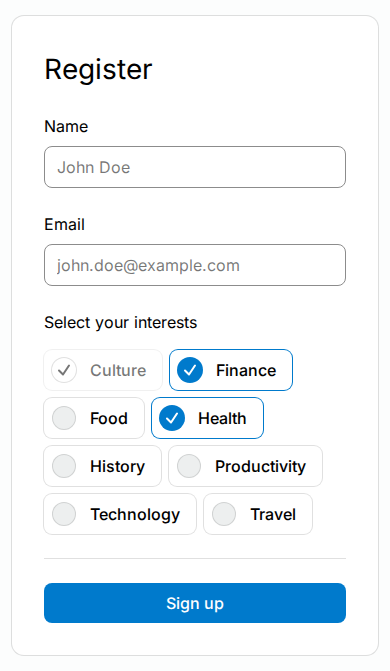 Register
Name
John Doe
Email
john.doe@example.com
Select your interests
Culture Finance
Food Health
History Productivity
Technology Travel
Sign up